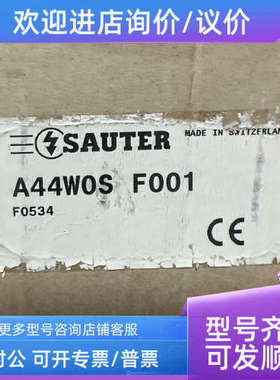 欢迎进店询价/议价
SAUTER
MADE IN SWITZERLAN
A44W0S F001
F0534
CE
更多型号咨询店铺客服
对公 可开专票/普票
型号齐
可发顺